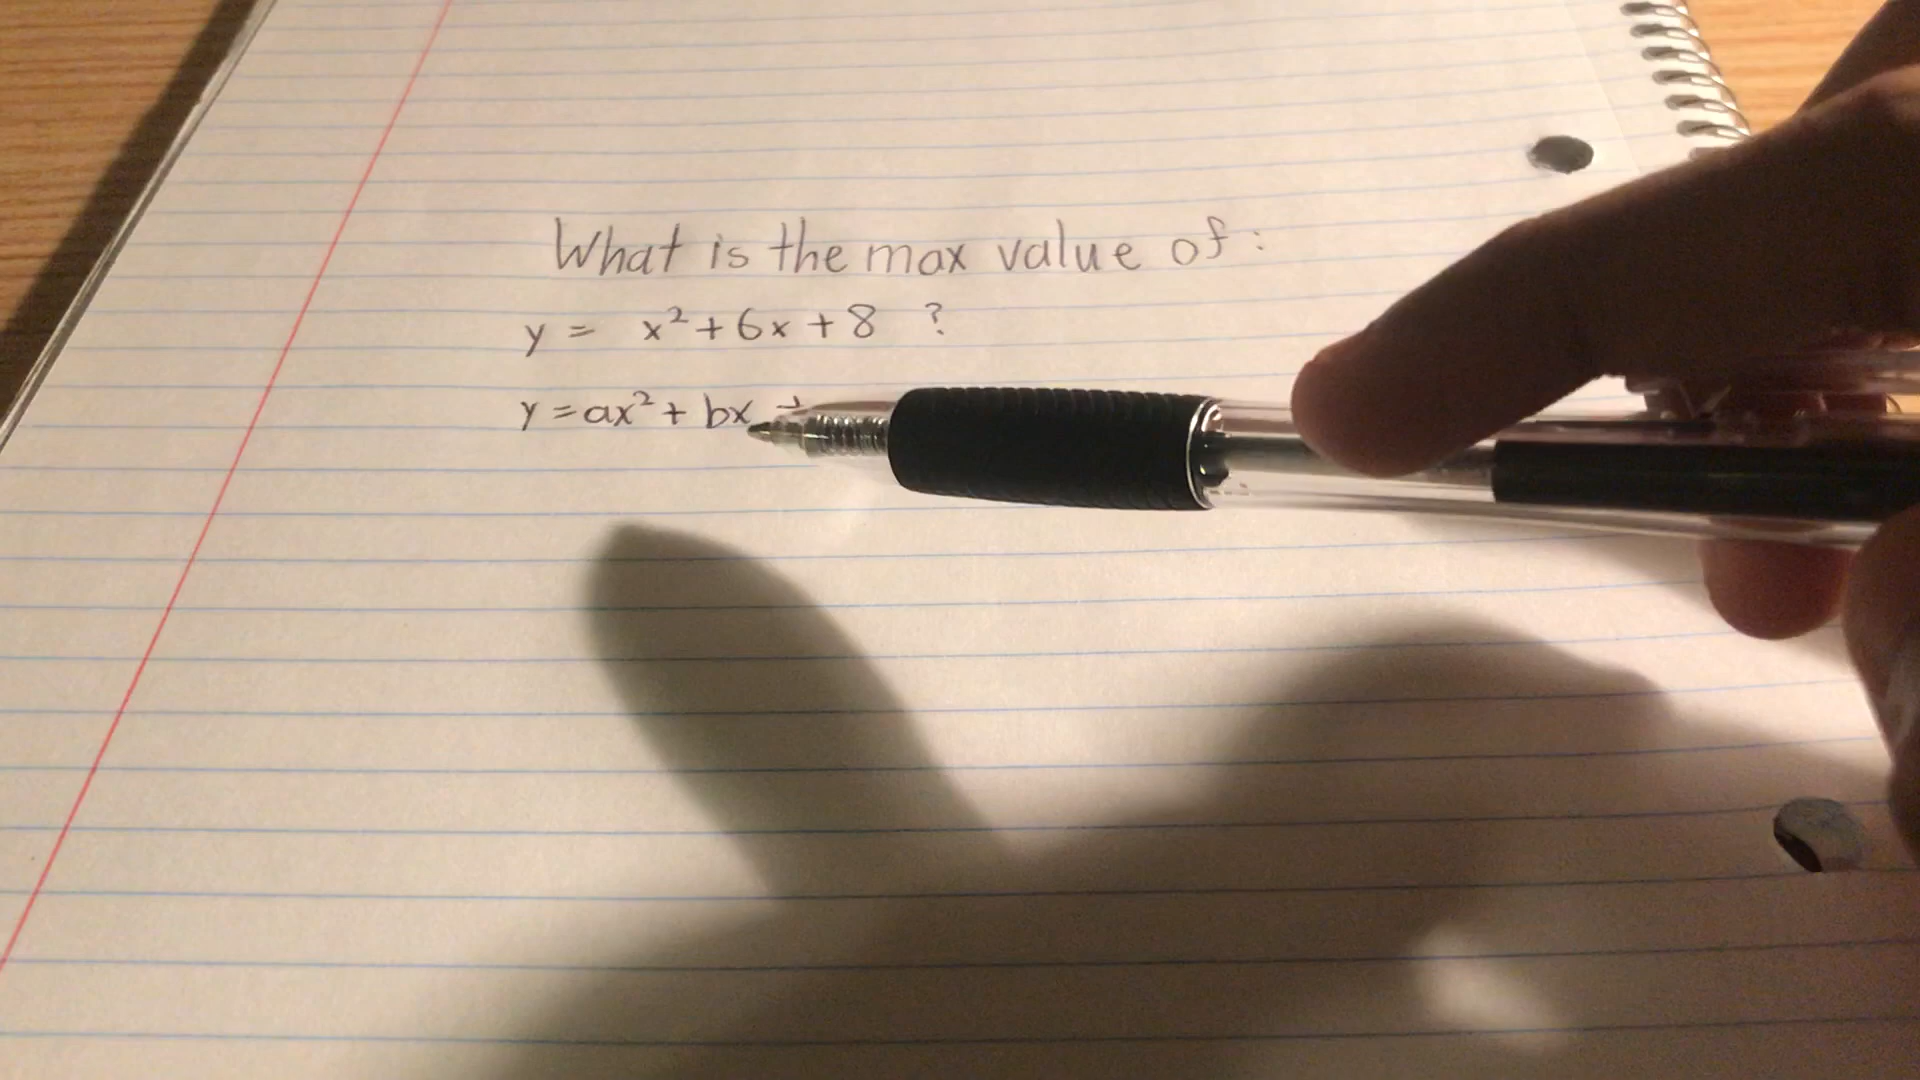 What is the max value of:
y = x² + 6x + 8 ?
y = ax² + bx